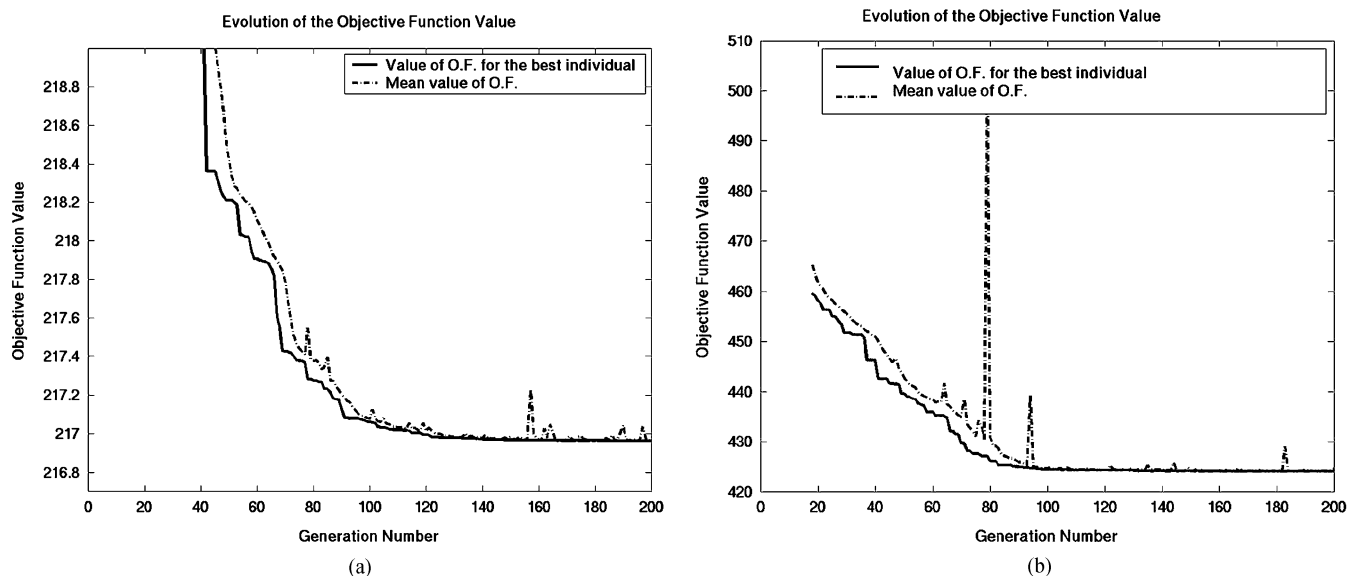 Evolution of the Objective Function Value
Value of O.F. for the best individual
Mean value of O.F.
218.8
218.6
218.4
218.2
218
217.8
217.6
217.4
217.2
217
216.8
Objective Function Value
0 20 40 60 80 100 120 140 160 180 200
Generation Number
(a)
Evolution of the Objective Function Value
Value of O.F. for the best individual
Mean value of O.F.
510
500
490
480
470
460
450
440
430
420
Objective Function Value
0 20 40 60 80 100 120 140 160 180 200
Generation Number
(b)